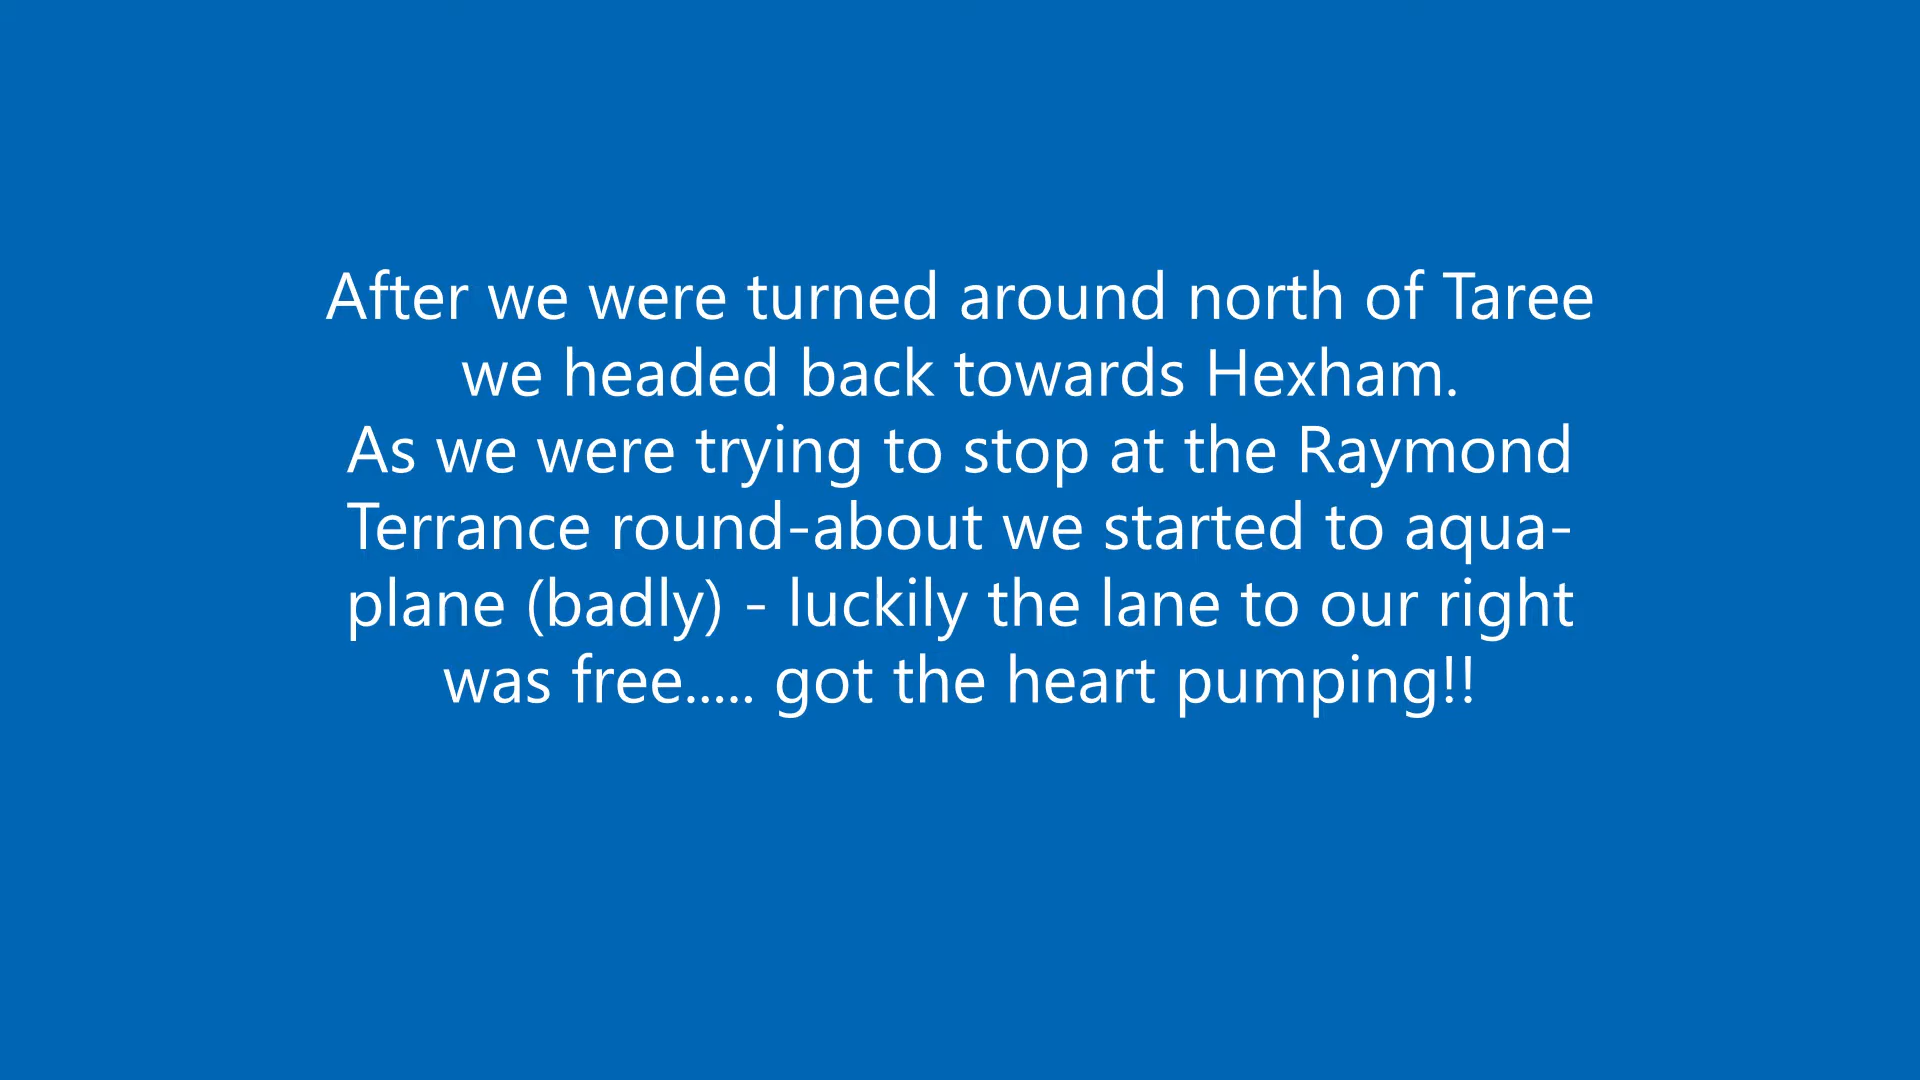 After we were turned around north of Taree
we headed back towards Hexham.
As we were trying to stop at the Raymond
Terrance round-about we started to aqua-
plane (badly) - luckily the lane to our right
was free..... got the heart pumping!!